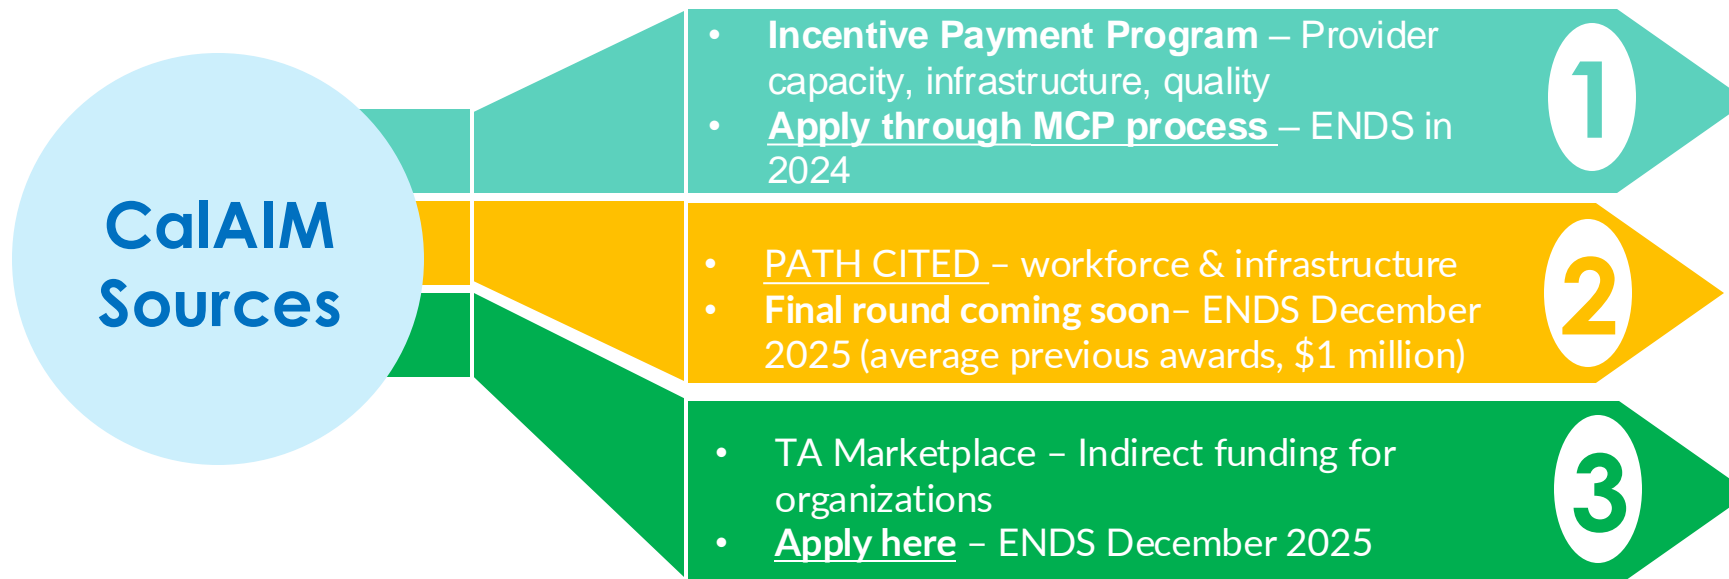 CalAIM
Sources
• Incentive Payment Program – Provider
capacity, infrastructure, quality
• Apply through MCP process – ENDS in
2024
1
• PATH CITED – workforce & infrastructure
• Final round coming soon– ENDS December
2025 (average previous awards, $1 million)
2
• TA Marketplace – Indirect funding for
organizations
• Apply here – ENDS December 2025
3